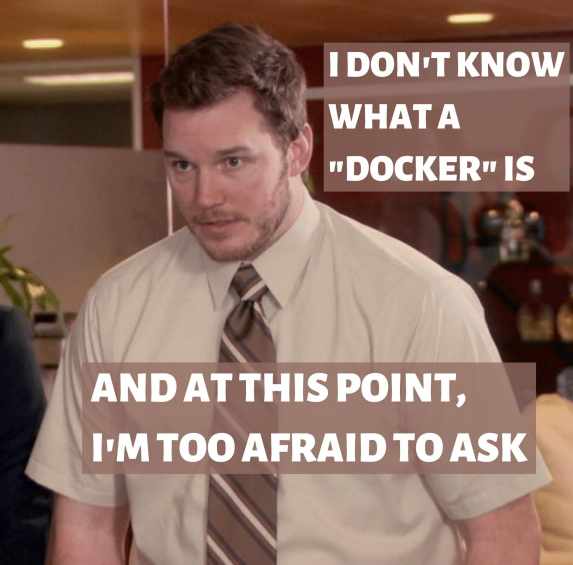 I DON'T KNOW
WHAT A
"DOCKER" IS
AND AT THIS POINT,
I'M TOO AFRAID TO ASK